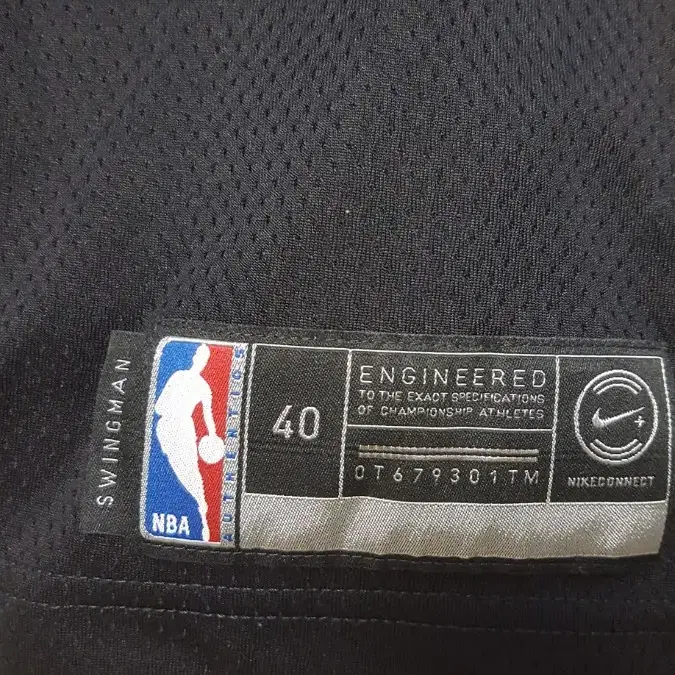 SWINGMAN
NBA
AUTHENTICS
40
ENGINEERED
TO THE EXACT SPECIFICATIONS
OF CHAMPIONSHIP ATHLETES
0T679301TM
NIKECONNECT